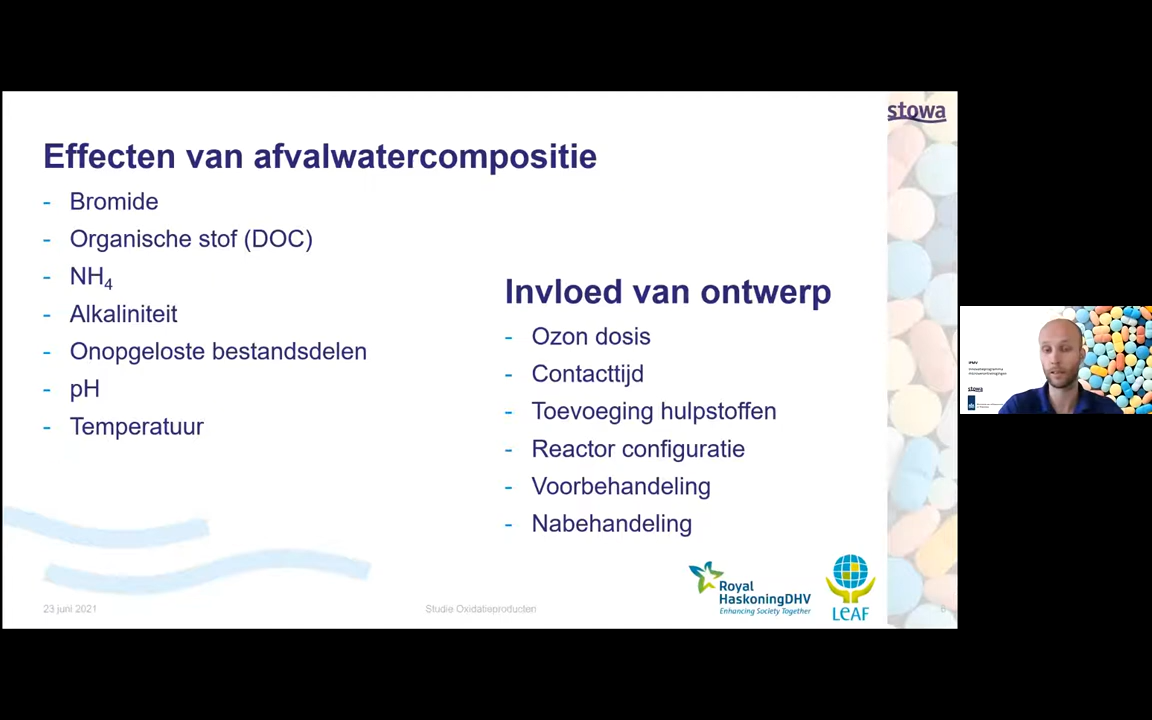 stowa
Effecten van afvalwatercompositie
- Bromide
- Organische stof (DOC)
- NH4
- Alkaliniteit
- Onopgeloste bestandsdelen
- pH
- Temperatuur
Invloed van ontwerp
- Ozon dosis
- Contacttijd
- Toevoeging hulpstoffen
- Reactor configuratie
- Voorbehandeling
- Nabehandeling
Royal
HaskoningDHV
Enhancing Society Together
LeAF
23 juni 2021
Studie Oxidatieproducten
stowa